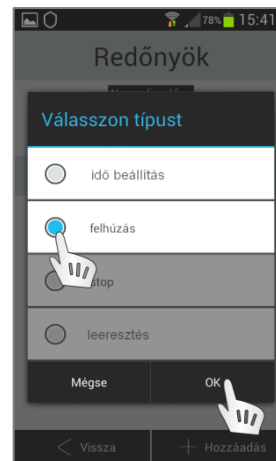 78% 15:41
Redőnyök
Válasszon típust
idő beállítás
felhúzás
stop
leeresztés
Mégse OK
Vissza Hozzáadás